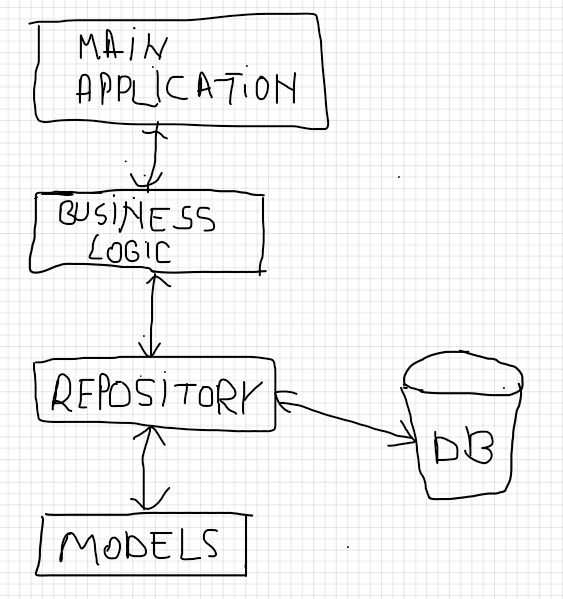 MAIN
APPLICATION
BUSINESS
LOGIC
REPOSITORY
DB
MODELS